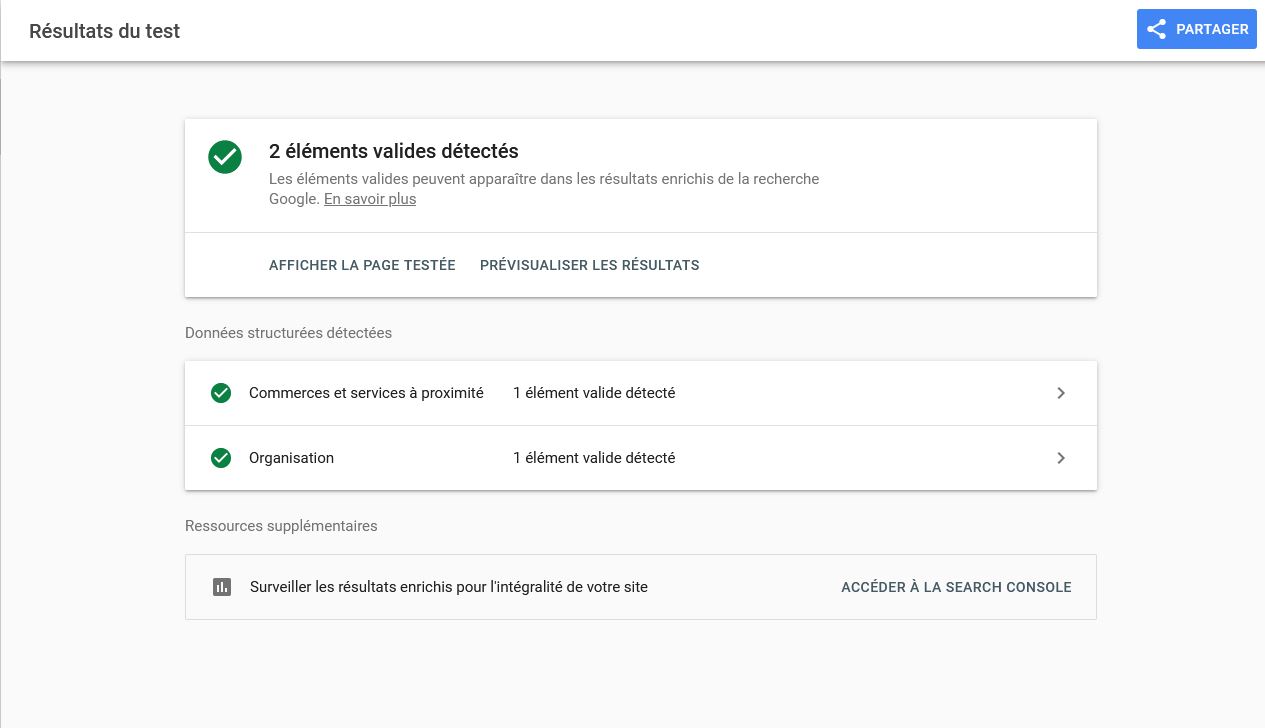 Résultats du test
PARTAGER
2 éléments valides détectés
Les éléments valides peuvent apparaître dans les résultats enrichis de la recherche
Google. En savoir plus
AFFICHER LA PAGE TESTÉE PRÉVISUALISER LES RÉSULTATS
Données structurées détectées
Commerces et services à proximité 1 élément valide détecté
Organisation 1 élément valide détecté
Ressources supplémentaires
Surveiller les résultats enrichis pour l'intégralité de votre site ACCÉDER À LA SEARCH CONSOLE